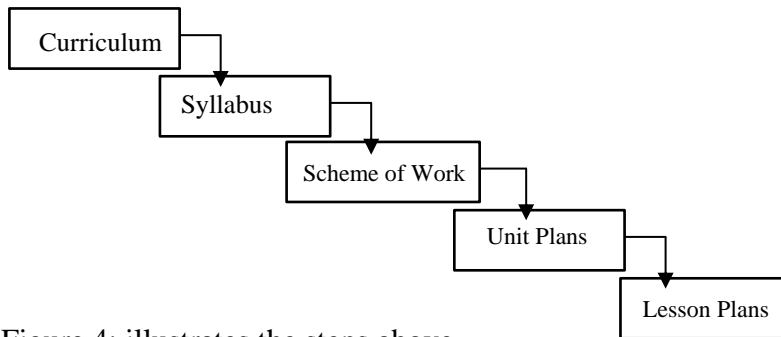 Curriculum
Syllabus
Scheme of Work
Unit Plans
Lesson Plans
Figure 4: illustrates the steps above